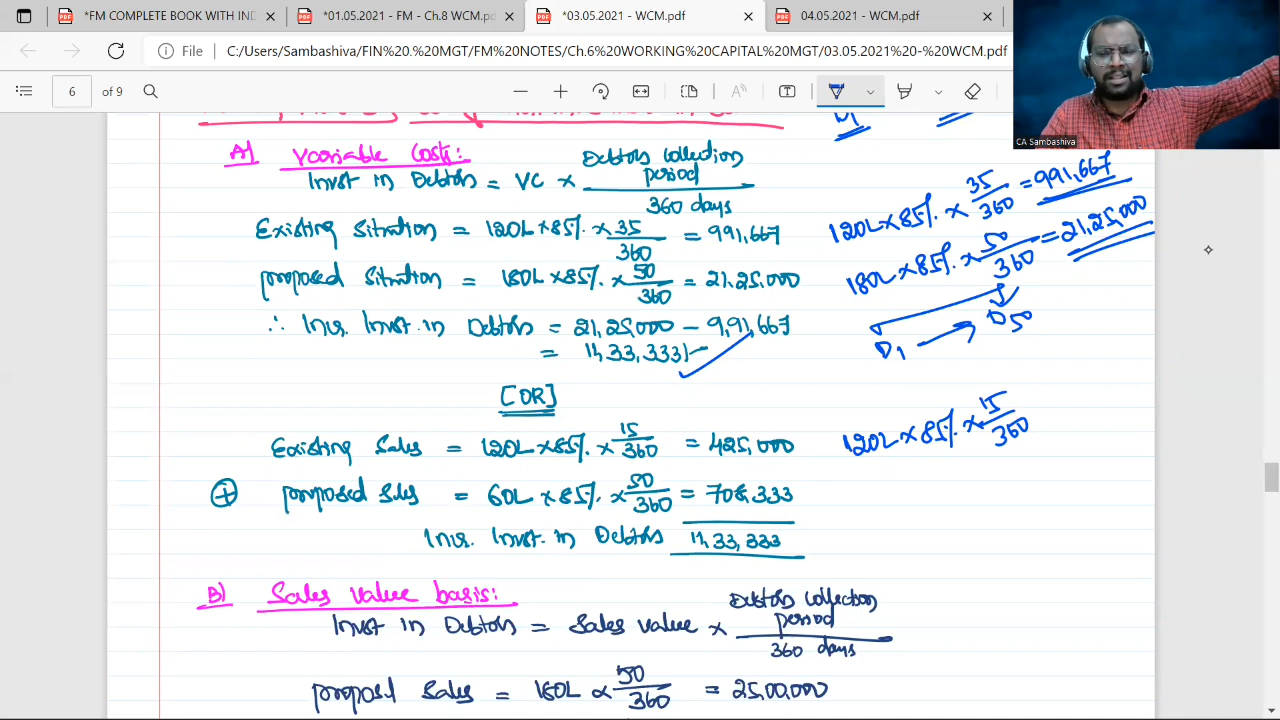 *FM COMPLETE BOOK WITH IND
*01.05.2021 - FM - Ch.8 WCM.pd
*03.05.2021 - WCM.pdf
04.05.2021 - WCM.pdf
File C:/Users/Sambashiva/FIN%20.%20MGT/FM%20NOTES/Ch.6%20WORKING%20CAPITAL%20MGT/03.05.2021%20-%20WCM.pdf
6 of 9
CA Sambashiva
A) Variable Costs:
Invst in Debtors = VC × Debtors collection period / 360 days
Existing Situation = 120L × 85% × 35/360 = 991,667
Proposed Situation = 180L × 85% × 50/360 = 21,25,000
∴ Incr. Invst. in Debtors = 21,25,000 – 9,91,667
= 11,33,333/-
[OR]
Existing Sales = 120L × 85% × 15/360 = 425,000
+ Proposed Sales = 60L × 85% × 50/360 = 708,333
Incr. Invst. in Debtors 11,33,333
B) Sales Value basis:
Invst in Debtors = Sales value × Debtors collection period / 360 days
Propost Sales = 180L × 50/360 = 25,00,000
120L × 85% × 35/360 = 991,667
180L × 85% × 50/360 = 21,25,000
D1 D50
120L × 85% × 15/360